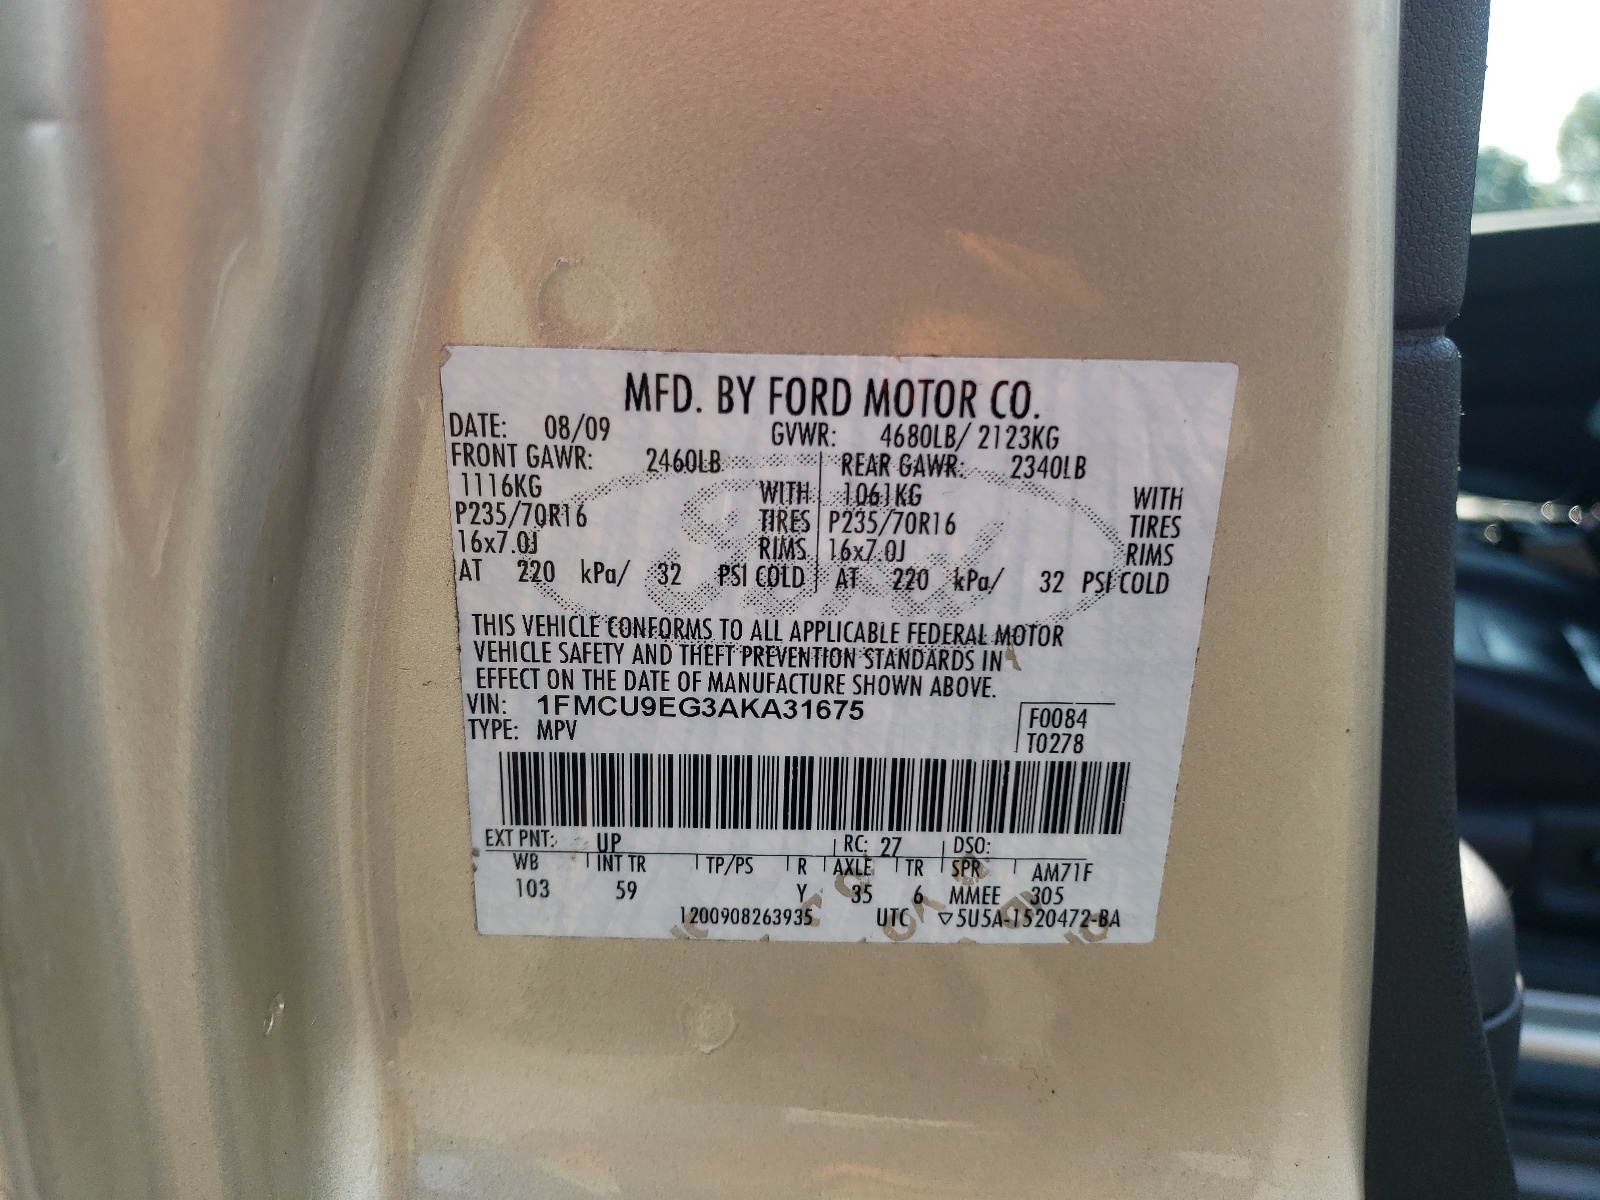 MFD. BY FORD MOTOR CO.
DATE: 08/09 GVWR: 4680LB/ 2123KG
FRONT GAWR: 2460LB REAR GAWR: 2340LB
1116KG WITH 1061KG WITH
P235/70R16 TIRES P235/70R16 TIRES
16x7.0J RIMS 16x7.0J RIMS
AT 220 kPa/ 32 PSI COLD AT 220 kPa/ 32 PSI COLD
THIS VEHICLE CONFORMS TO ALL APPLICABLE FEDERAL MOTOR
VEHICLE SAFETY AND THEFT PREVENTION STANDARDS IN
EFFECT ON THE DATE OF MANUFACTURE SHOWN ABOVE.
VIN: 1FMCU9EG3AKA31675 F0084
TYPE: MPV T0278
EXT PNT: UP RC: 27 DSO:
WB INT TR TP/PS R AXLE TR SPR AM71F
103 59 Y 35 6 MMEE 305
1200908263935 UTC ▽5U5A-1520472-BA